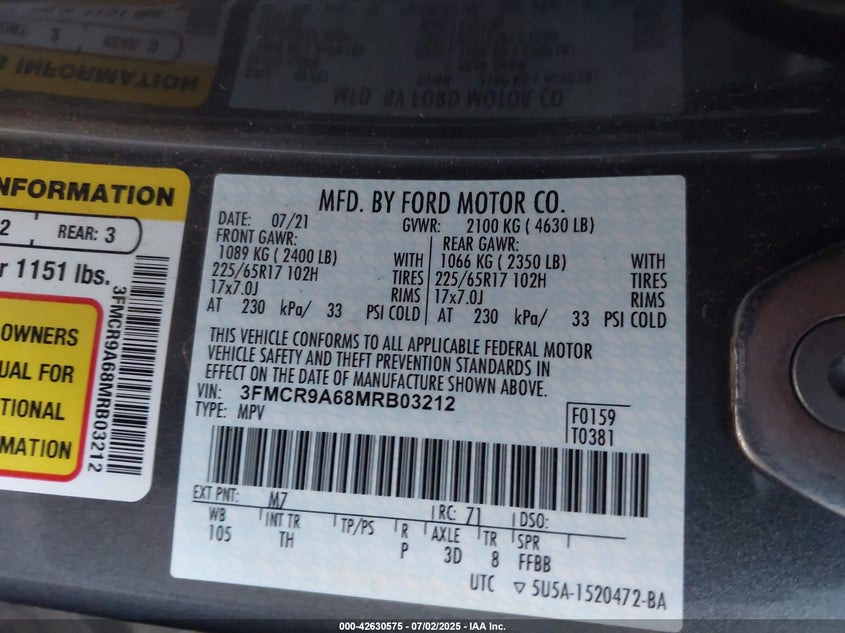 NFORMATION
2 REAR: 3
r 1151 lbs.
OWNERS
UAL FOR
TIONAL
MATION
3FMCR9A68MRB03212
MFD. BY FORD MOTOR CO.
DATE: 07/21 GVWR: 2100 KG ( 4630 LB)
FRONT GAWR: REAR GAWR:
1089 KG ( 2400 LB) WITH 1066 KG ( 2350 LB) WITH
225/65R17 102H TIRES 225/65R17 102H TIRES
17x7.0J RIMS 17x7.0J RIMS
AT 230 kPa/ 33 PSI COLD AT 230 kPa/ 33 PSI COLD
THIS VEHICLE CONFORMS TO ALL APPLICABLE FEDERAL MOTOR
VEHICLE SAFETY AND THEFT PREVENTION STANDARDS IN
EFFECT ON THE DATE OF MANUFACTURE SHOWN ABOVE.
VIN: 3FMCR9A68MRB03212
TYPE: MPV
F0159
T0381
EXT PNT: M7 RC: 71 DSO:
WB INT TR TP/PS R AXLE TR SPR
105 TH P 3D 8 FFBB
UTC ▽ 5U5A-1520472-BA
000-42630575 - 07/02/2025 - IAA Inc.